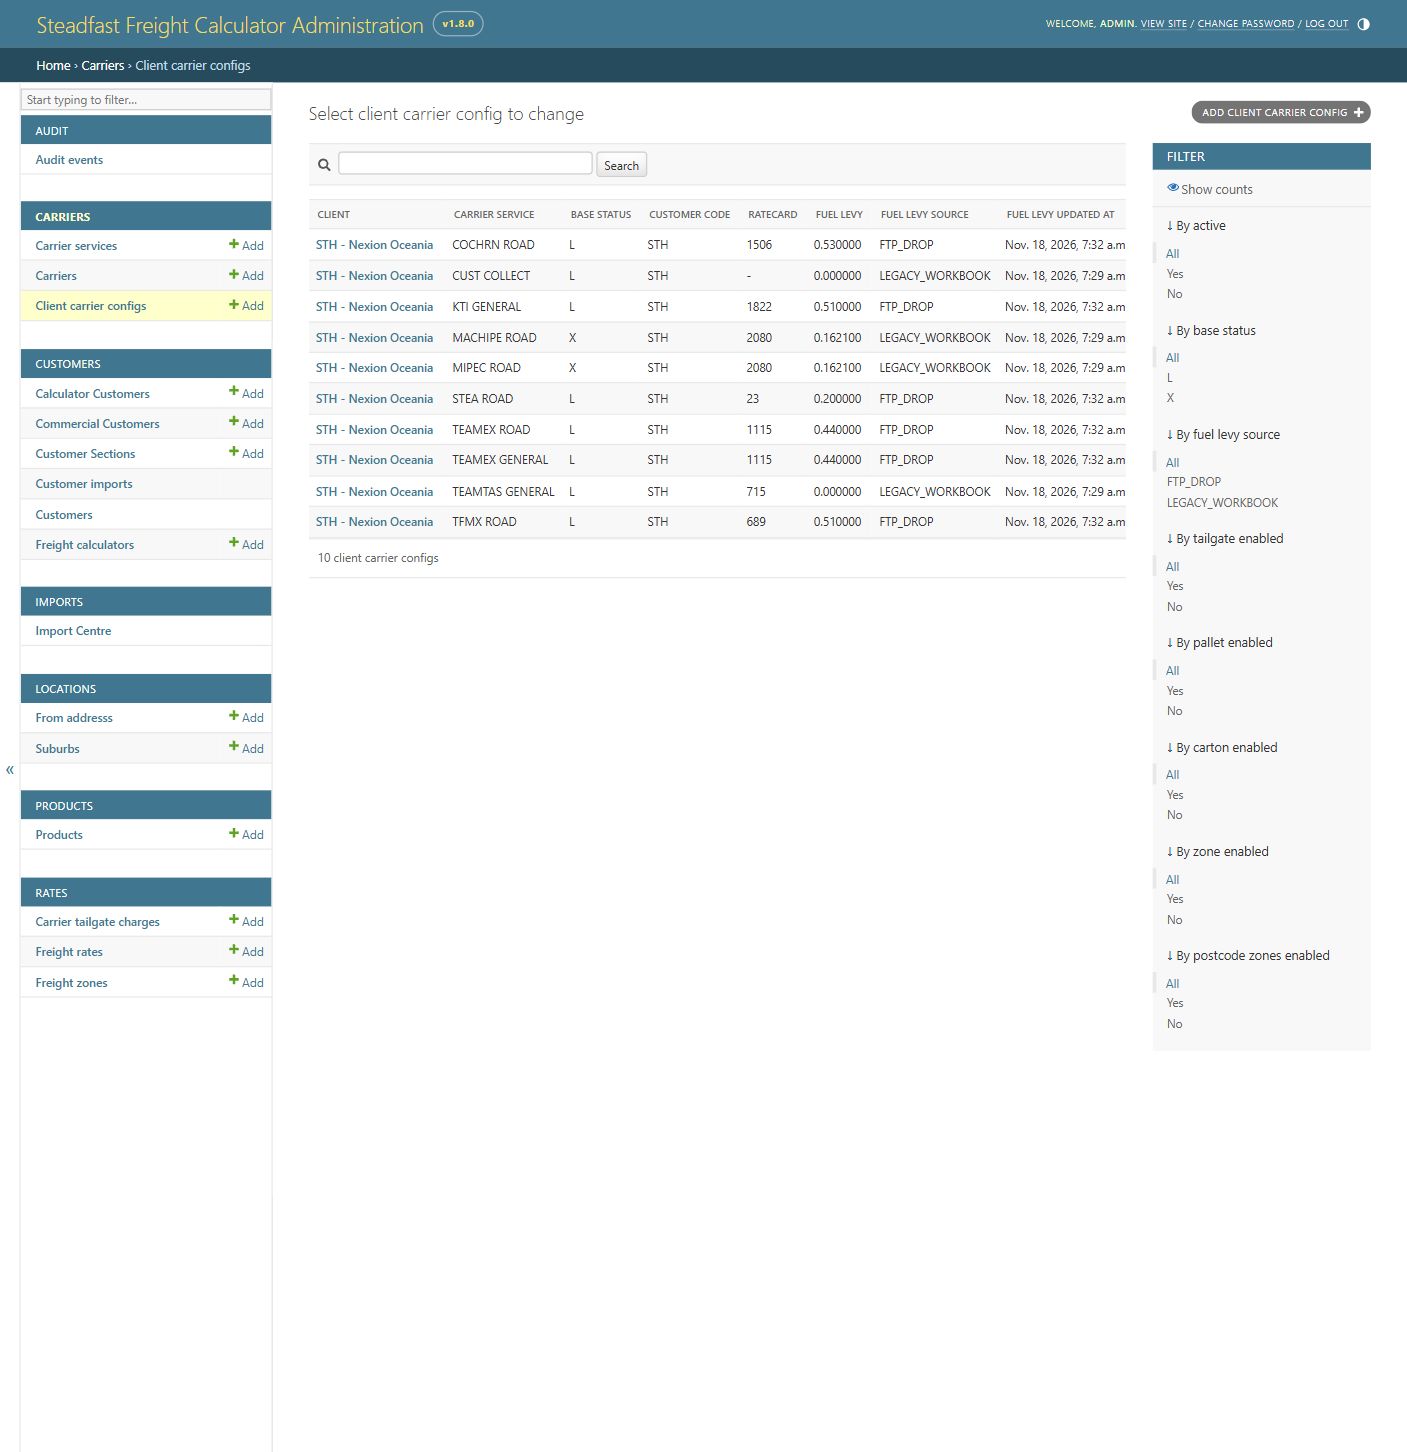 Steadfast Freight Calculator Administration v1.8.0
WELCOME, ADMIN. VIEW SITE / CHANGE PASSWORD / LOG OUT
Home › Carriers › Client carrier configs
Start typing to filter...
AUDIT
Audit events
CARRIERS
Carrier services + Add
Carriers + Add
Client carrier configs + Add
CUSTOMERS
Calculator Customers + Add
Commercial Customers + Add
Customer Sections + Add
Customer imports
Customers
Freight calculators + Add
IMPORTS
Import Centre
LOCATIONS
From addresss + Add
Suburbs + Add
«
PRODUCTS
Products + Add
RATES
Carrier tailgate charges + Add
Freight rates + Add
Freight zones + Add
Select client carrier config to change
ADD CLIENT CARRIER CONFIG +
Search
CLIENT CARRIER SERVICE BASE STATUS CUSTOMER CODE RATECARD FUEL LEVY FUEL LEVY SOURCE FUEL LEVY UPDATED AT
STH - Nexion Oceania COCHRN ROAD L STH 1506 0.530000 FTP_DROP Nov. 18, 2026, 7:32 a.m
STH - Nexion Oceania CUST COLLECT L STH - 0.000000 LEGACY_WORKBOOK Nov. 18, 2026, 7:29 a.m
STH - Nexion Oceania KTI GENERAL L STH 1822 0.510000 FTP_DROP Nov. 18, 2026, 7:32 a.m
STH - Nexion Oceania MACHIPE ROAD X STH 2080 0.162100 LEGACY_WORKBOOK Nov. 18, 2026, 7:29 a.m
STH - Nexion Oceania MIPEC ROAD X STH 2080 0.162100 LEGACY_WORKBOOK Nov. 18, 2026, 7:29 a.m
STH - Nexion Oceania STEA ROAD L STH 23 0.200000 FTP_DROP Nov. 18, 2026, 7:32 a.m
STH - Nexion Oceania TEAMEX ROAD L STH 1115 0.440000 FTP_DROP Nov. 18, 2026, 7:32 a.m
STH - Nexion Oceania TEAMEX GENERAL L STH 1115 0.440000 FTP_DROP Nov. 18, 2026, 7:32 a.m
STH - Nexion Oceania TEAMTAS GENERAL L STH 715 0.000000 LEGACY_WORKBOOK Nov. 18, 2026, 7:29 a.m
STH - Nexion Oceania TFMX ROAD L STH 689 0.510000 FTP_DROP Nov. 18, 2026, 7:32 a.m
10 client carrier configs
FILTER
Show counts
↓ By active
All
Yes
No
↓ By base status
All
L
X
↓ By fuel levy source
All
FTP_DROP
LEGACY_WORKBOOK
↓ By tailgate enabled
All
Yes
No
↓ By pallet enabled
All
Yes
No
↓ By carton enabled
All
Yes
No
↓ By zone enabled
All
Yes
No
↓ By postcode zones enabled
All
Yes
No